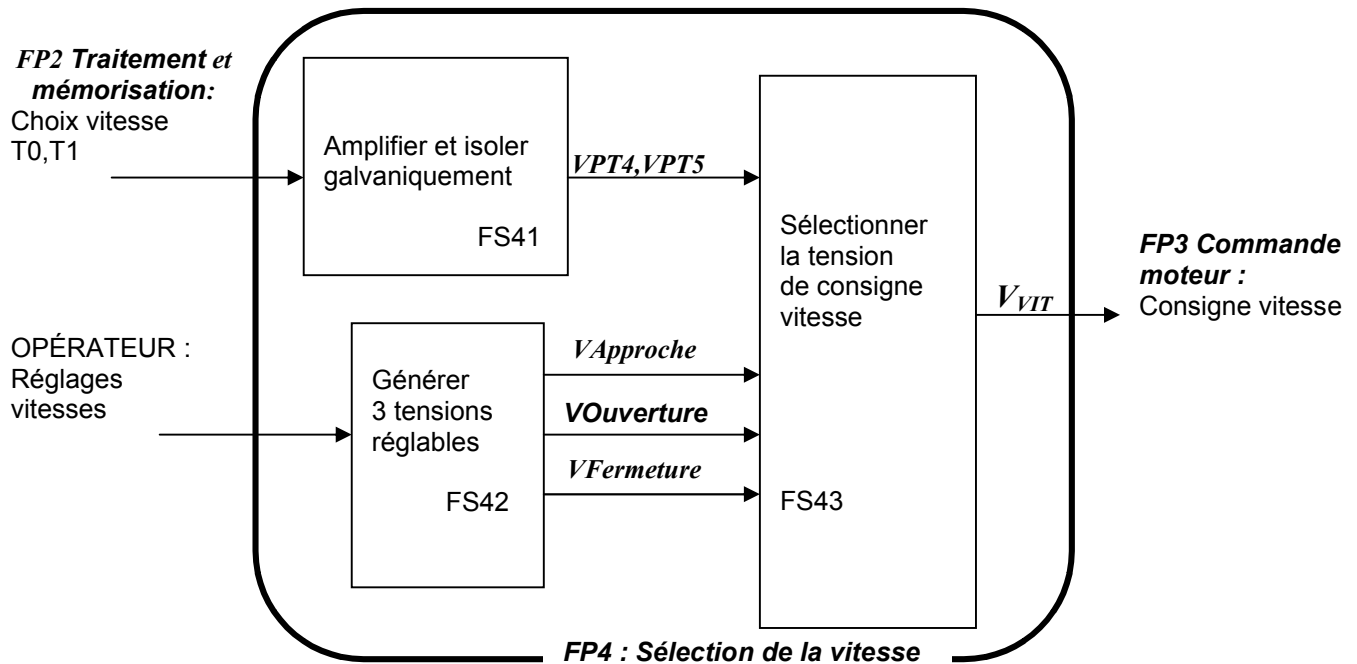 FP2 Traitement et
mémorisation:
Choix vitesse
T0,T1
Amplifier et isoler
galvaniquement
FS41
VPT4,VPT5
Sélectionner
la tension
de consigne
vitesse
FS43
VVIT
FP3 Commande
moteur :
Consigne vitesse
OPÉRATEUR :
Réglages
vitesses
Générer
3 tensions
réglables
FS42
VApproche
VOuverture
VFermeture
FP4 : Sélection de la vitesse